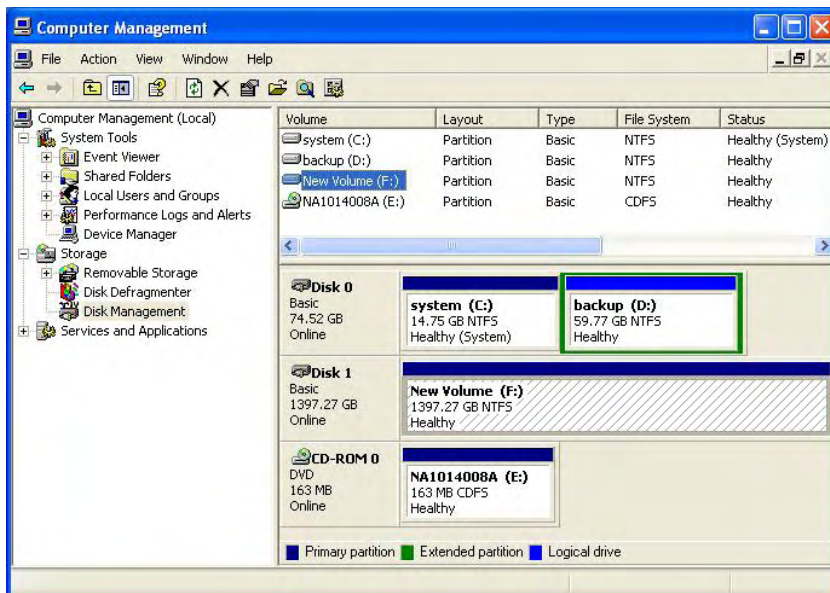 Computer Management
File Action View Window Help
Computer Management (Local)
System Tools
Event Viewer
Shared Folders
Local Users and Groups
Performance Logs and Alerts
Device Manager
Storage
Removable Storage
Disk Defragmenter
Disk Management
Services and Applications
Volume Layout Type File System Status
system (C:) Partition Basic NTFS Healthy (System)
backup (D:) Partition Basic NTFS Healthy
New Volume (F:) Partition Basic NTFS Healthy
NA1014008A (E:) Partition Basic CDFS Healthy
Disk 0
Basic
74.52 GB
Online
system (C:)
14.75 GB NTFS
Healthy (System)
backup (D:)
59.77 GB NTFS
Healthy
Disk 1
Basic
1397.27 GB
Online
New Volume (F:)
1397.27 GB NTFS
Healthy
CD-ROM 0
DVD
163 MB
Online
NA1014008A (E:)
163 MB CDFS
Healthy
Primary partition Extended partition Logical drive